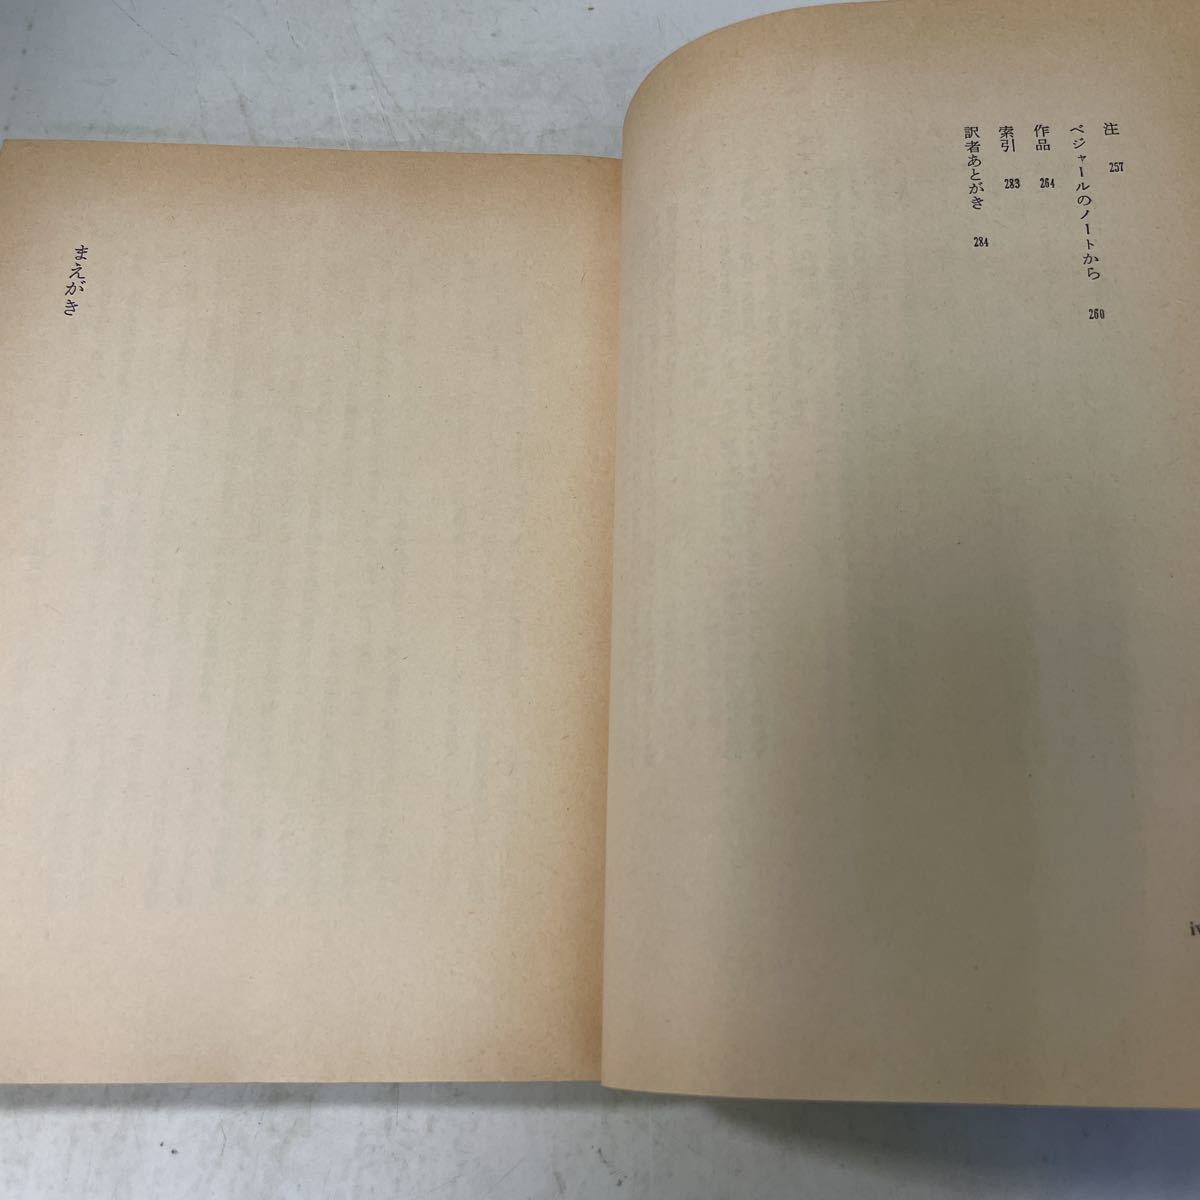 注 257
ベジャールのノートから 260
作品 264
索引 283
訳者あとがき 284
iv
まえがき